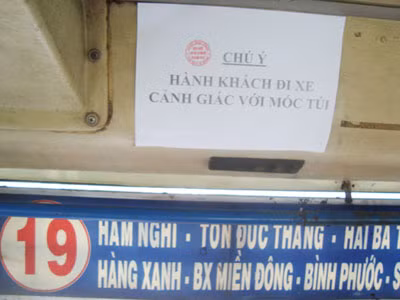 CHÚ Ý
HÀNH KHÁCH ĐI XE
CẢNH GIÁC VỚI MÓC TÚI
19
HÀM NGHI - TÔN ĐỨC THẮNG - HAI BÀ
HÀNG XANH - BX MIỀN ĐÔNG - BÌNH PHƯỚC -